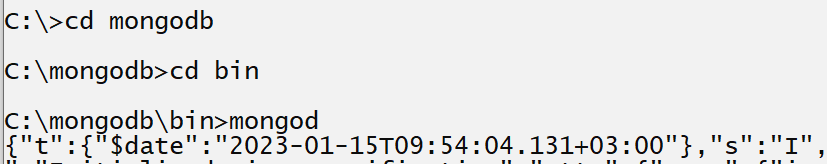 C:\>cd mongodb
C:\mongodb>cd bin
C:\mongodb\bin>mongod
{"t":{"$date":"2023-01-15T09:54:04.131+03:00"},"s":"I",